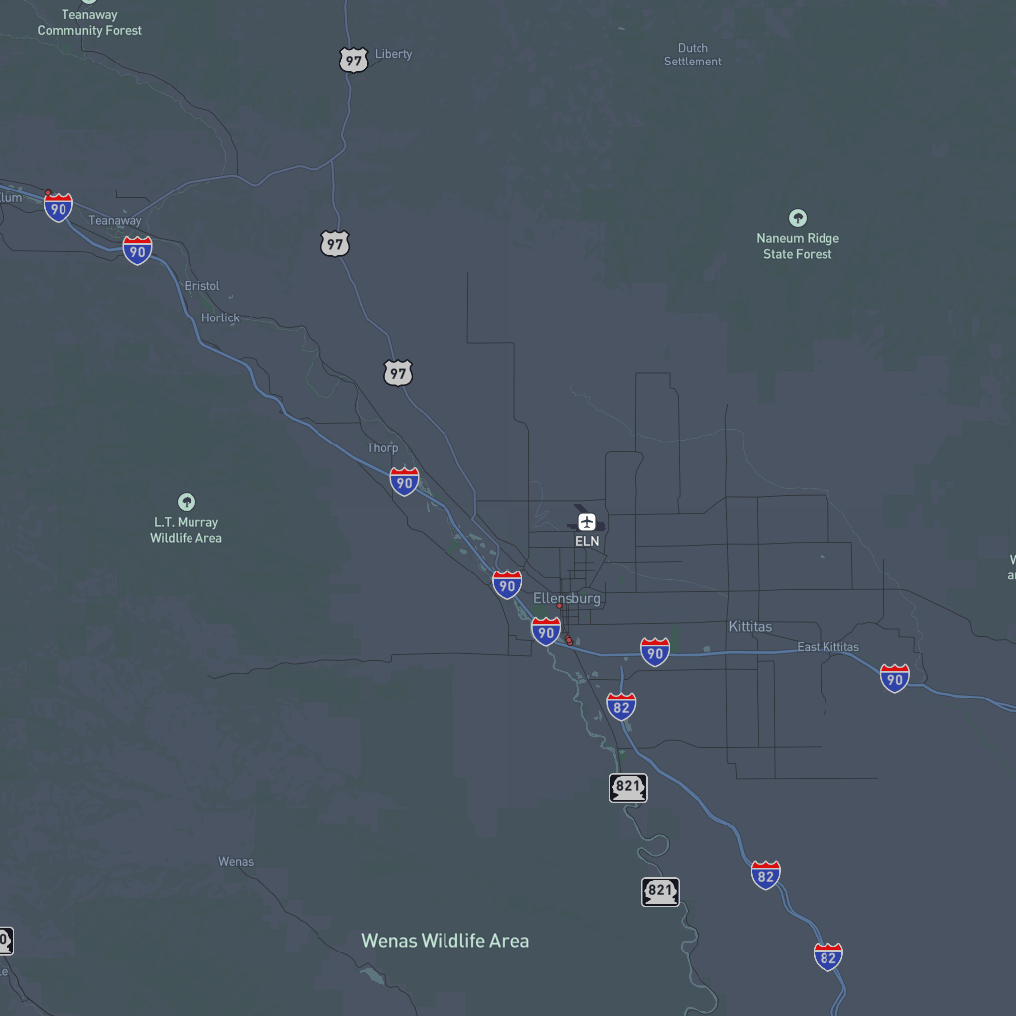 Teanaway
Community Forest
97
Liberty
Dutch
Settlement
90
Teanaway
90
97
Naneum Ridge
State Forest
Bristol
Horlick
97
Thorp
90
L.T. Murray
Wildlife Area
ELN
90
Ellensburg
90
Kittitas
90
East Kittitas
90
82
821
Wenas
82
821
Wenas Wildlife Area
82